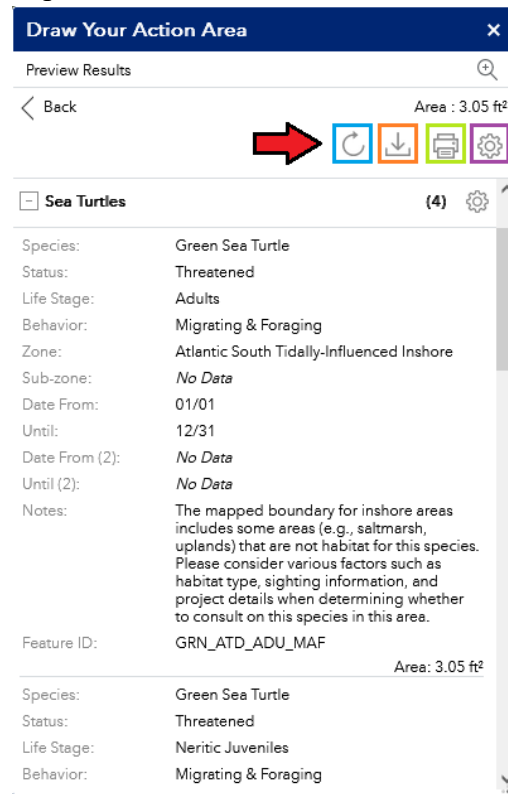 Draw Your Action Area ×
Preview Results
Back Area : 3.05 ft²
Sea Turtles (4)
Species: Green Sea Turtle
Status: Threatened
Life Stage: Adults
Behavior: Migrating & Foraging
Zone: Atlantic South Tidally-Influenced Inshore
Sub-zone: No Data
Date From: 01/01
Until: 12/31
Date From (2): No Data
Until (2): No Data
Notes: The mapped boundary for inshore areas
includes some areas (e.g., saltmarsh,
uplands) that are not habitat for this species.
Please consider various factors such as
habitat type, sighting information, and
project details when determining whether
to consult on this species in this area.
Feature ID: GRN_ATD_ADU_MAF
Area: 3.05 ft²
Species: Green Sea Turtle
Status: Threatened
Life Stage: Neritic Juveniles
Behavior: Migrating & Foraging